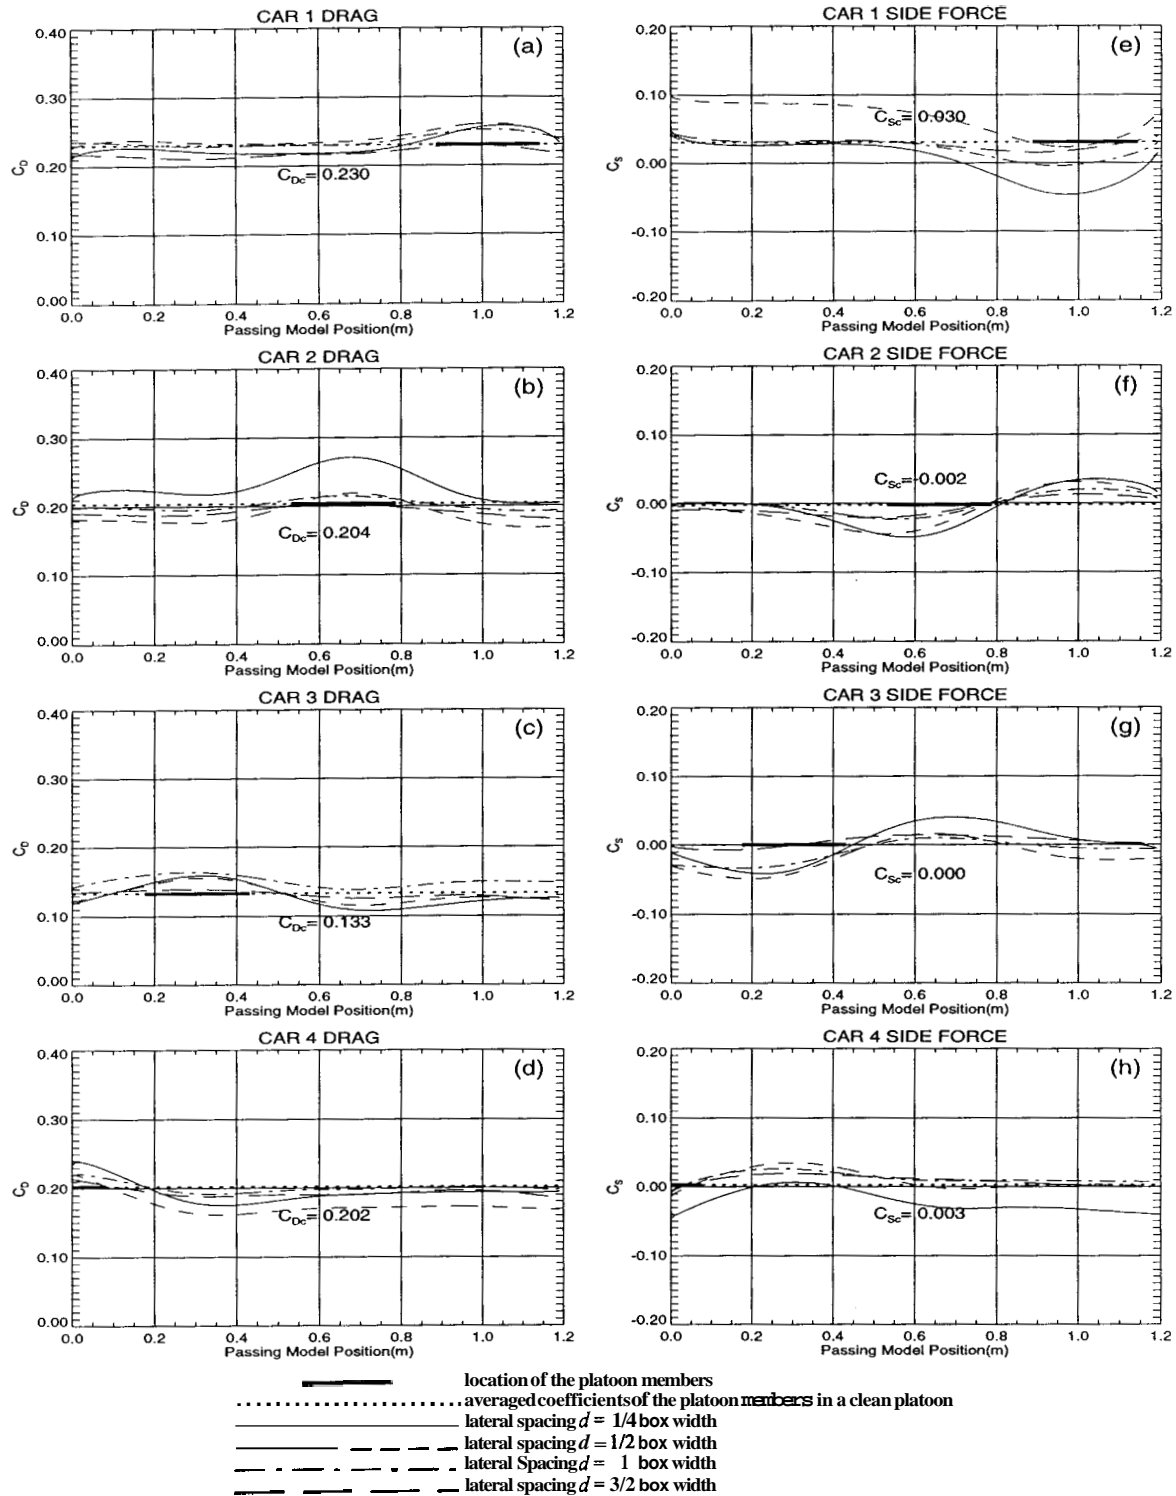 CAR 1 DRAG
(a)
0.40
0.30
0.20
0.10
0.00
C_D
C_Dc= 0.230
0.0 0.2 0.4 0.6 0.8 1.0 1.2
Passing Model Position(m)
CAR 1 SIDE FORCE
(e)
0.20
0.10
0.00
-0.10
-0.20
C_s
C_Sc= 0.030
0.0 0.2 0.4 0.6 0.8 1.0 1.2
Passing Model Position(m)
CAR 2 DRAG
(b)
0.40
0.30
0.20
0.10
0.00
C_D
C_Dc= 0.204
0.0 0.2 0.4 0.6 0.8 1.0 1.2
Passing Model Position(m)
CAR 2 SIDE FORCE
(f)
0.20
0.10
0.00
-0.10
-0.20
C_s
C_Sc=-0.002
0.0 0.2 0.4 0.6 0.8 1.0 1.2
Passing Model Position(m)
CAR 3 DRAG
(c)
0.40
0.30
0.20
0.10
0.00
C_D
C_Dc= 0.133
0.0 0.2 0.4 0.6 0.8 1.0 1.2
Passing Model Position(m)
CAR 3 SIDE FORCE
(g)
0.20
0.10
0.00
-0.10
-0.20
C_s
C_Sc= 0.000
0.0 0.2 0.4 0.6 0.8 1.0 1.2
Passing Model Position(m)
CAR 4 DRAG
(d)
0.40
0.30
0.20
0.10
0.00
C_D
C_Dc= 0.202
0.0 0.2 0.4 0.6 0.8 1.0 1.2
Passing Model Position(m)
CAR 4 SIDE FORCE
(h)
0.20
0.10
0.00
-0.10
-0.20
C_s
C_Sc= 0.003
0.0 0.2 0.4 0.6 0.8 1.0 1.2
Passing Model Position(m)
location of the platoon members
averaged coefficients of the platoon members in a clean platoon
lateral spacing d = 1/4 box width
lateral spacing d = 1/2 box width
lateral Spacing d = 1 box width
lateral spacing d = 3/2 box width